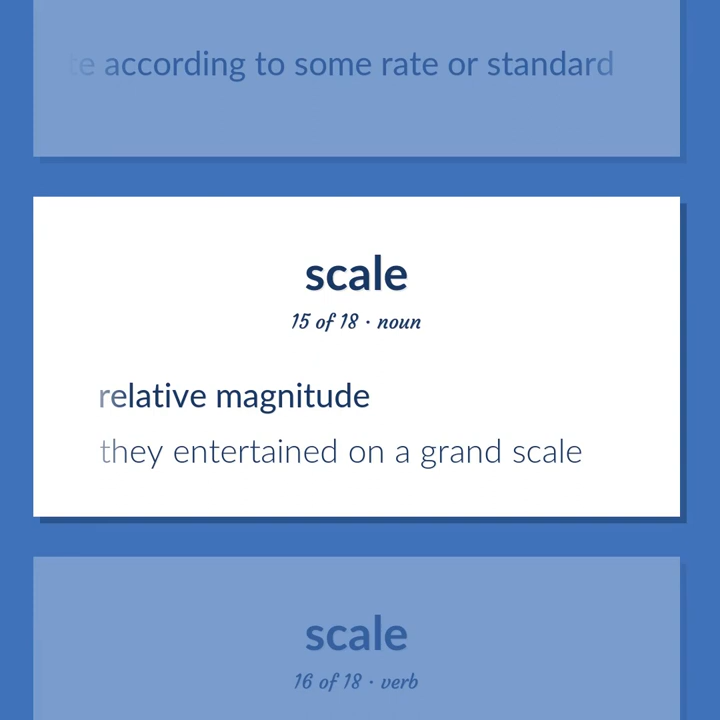 according to some rate or standard
scale
15 of 18 · noun
relative magnitude
they entertained on a grand scale
scale
16 of 18 · verb